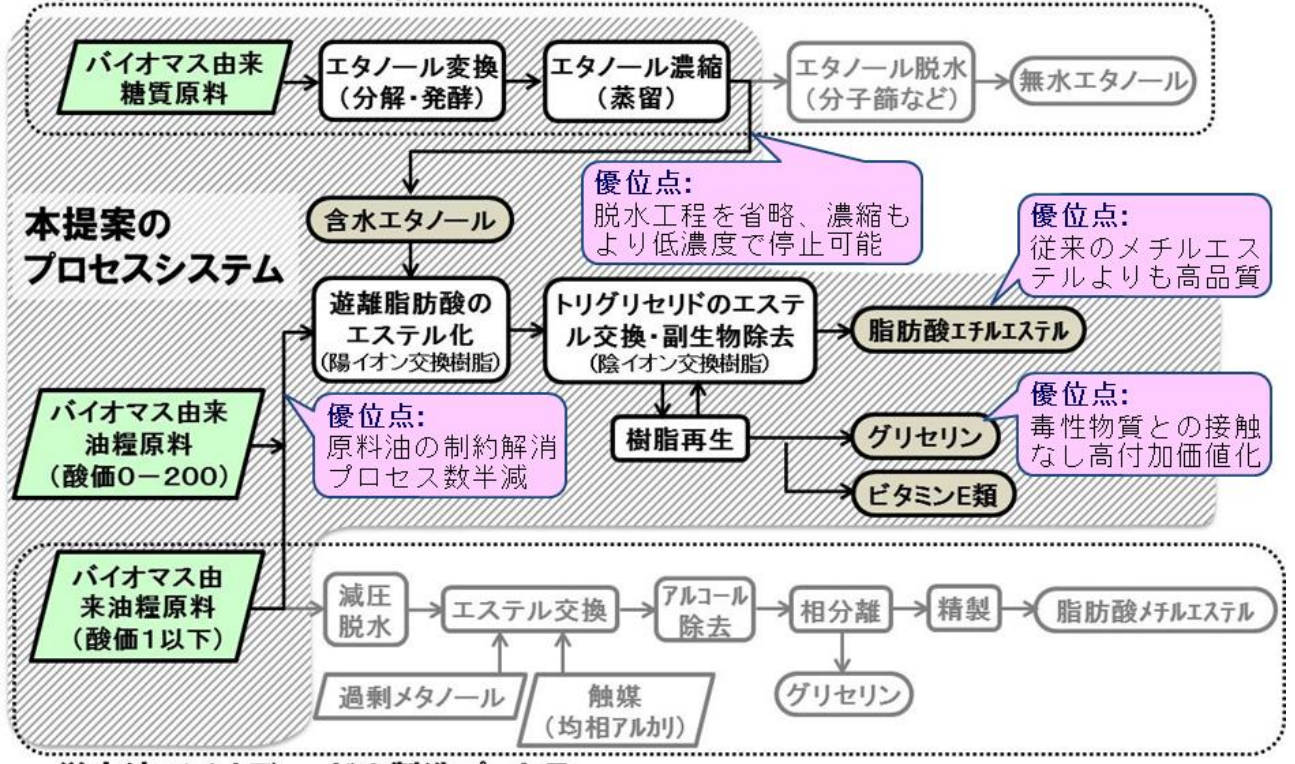 バイオマス由来
糖質原料
エタノール変換
(分解・発酵)
エタノール濃縮
(蒸留)
エタノール脱水
(分子篩など)
無水エタノール
優位点:
脱水工程を省略、濃縮も
より低濃度で停止可能
含水エタノール
本提案の
プロセスシステム
優位点:
従来のメチルエス
テルよりも高品質
遊離脂肪酸の
エステル化
(陽イオン交換樹脂)
トリグリセリドのエステ
ル交換・副生物除去
(陰イオン交換樹脂)
脂肪酸エチルエステル
バイオマス由来
油糧原料
(酸価0-200)
優位点:
原料油の制約解消
プロセス数半減
樹脂再生
グリセリン
ビタミンE類
優位点:
毒性物質との接触
なし高付加価値化
バイオマス由
来油糧原料
(酸価1以下)
減圧
脱水
エステル交換
アルコール
除去
相分離
精製
脂肪酸メチルエステル
過剰メタノール
触媒
(均相アルカリ)
グリセリン